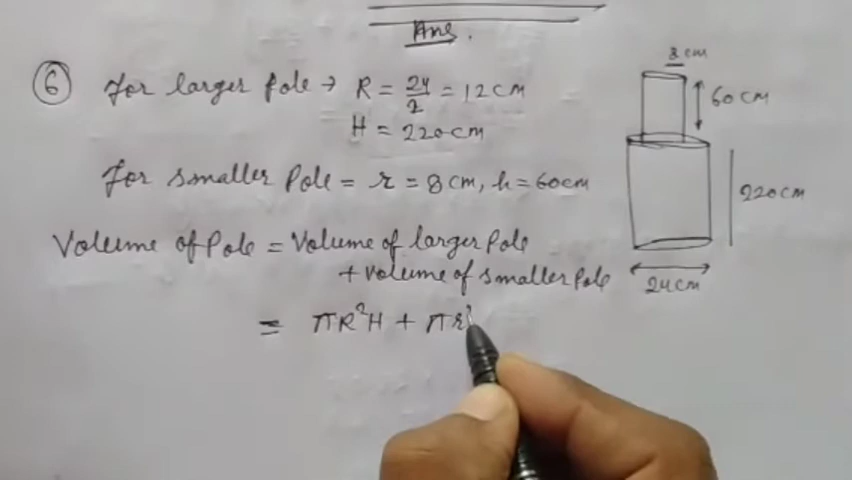 Ans.
6 For larger pole → R = 24/2 = 12 cm
H = 220 cm
For smaller Pole = r = 8 cm, h = 60 cm
Volume of Pole = Volume of larger Pole
+ Volume of smaller Pole
= πR²H + πr²
8 cm
60 cm
220 cm
24 cm